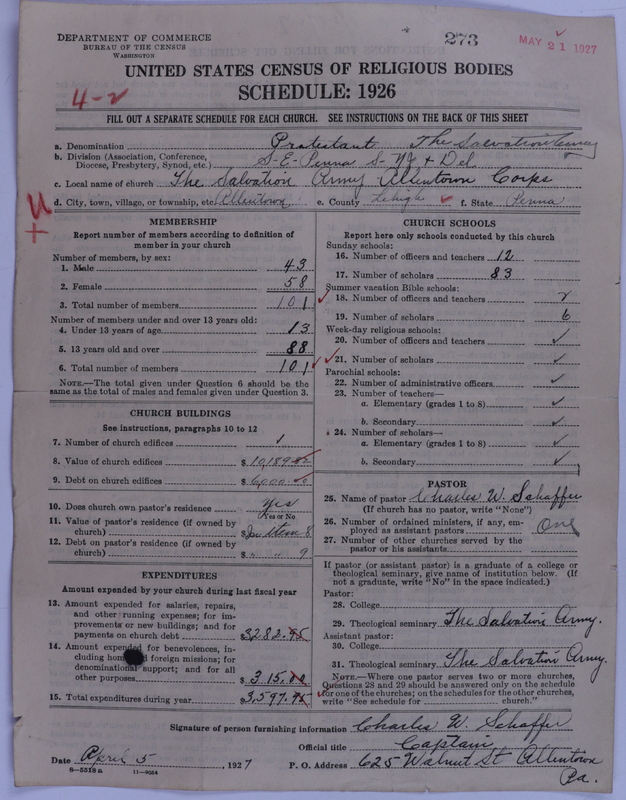 DEPARTMENT OF COMMERCE
BUREAU OF THE CENSUS
WASHINGTON
273
MAY 21 1927
UNITED STATES CENSUS OF RELIGIOUS BODIES
SCHEDULE: 1926
4-2
FILL OUT A SEPARATE SCHEDULE FOR EACH CHURCH. SEE INSTRUCTIONS ON THE BACK OF THIS SHEET
a. Denomination Protestant The Salvation Army
b. Division (Association, Conference, Diocese, Presbytery, Synod, etc.) S-E-Penna S-NJ & Del
c. Local name of church The Salvation Army Allentown Corps
d. City, town, village, or township, etc. Allentown e. County Lehigh f. State Penna
MEMBERSHIP
Report number of members according to definition of
member in your church
Number of members, by sex:
1. Male 43
2. Female 58
3. Total number of members 101
Number of members under and over 13 years old:
4. Under 13 years of age 13
5. 13 years old and over 88
6. Total number of members 101
NOTE.—The total given under Question 6 should be the
same as the total of males and females given under Question 3.
CHURCH BUILDINGS
See instructions, paragraphs 10 to 12
7. Number of church edifices 1
8. Value of church edifices $
9. Debt on church edifices $ 6,000.00
10. Does church own pastor's residence Yes
(Yes or No)
11. Value of pastor's residence (if owned by
church) $ 8
12. Debt on pastor's residence (if owned by
church) $ " " 9
EXPENDITURES
Amount expended by your church during last fiscal year
13. Amount expended for salaries, repairs,
and other running expenses; for im-
provements or new buildings; and for
payments on church debt $ 3282.95
14. Amount expended for benevolences, in-
cluding home and foreign missions; for
denominational support; and for all
other purposes $ 315.00
15. Total expenditures during year $ 3,597.95
CHURCH SCHOOLS
Report here only schools conducted by this church
Sunday schools:
16. Number of officers and teachers 12
17. Number of scholars 83
Summer vacation Bible schools:
18. Number of officers and teachers 2
19. Number of scholars 6
Week-day religious schools:
20. Number of officers and teachers ✓
21. Number of scholars ✓
Parochial schools:
22. Number of administrative officers ✓
23. Number of teachers—
a. Elementary (grades 1 to 8) ✓
b. Secondary ✓
24. Number of scholars—
a. Elementary (grades 1 to 8) ✓
b. Secondary ✓
PASTOR
25. Name of pastor Charles W. Schaffer
(If church has no pastor, write "None")
26. Number of ordained ministers, if any, em-
ployed as assistant pastors One
27. Number of other churches served by the
pastor or his assistants
If pastor (or assistant pastor) is a graduate of a college or
theological seminary, give name of institution below. (If
not a graduate, write "No" in the space indicated.)
Pastor:
28. College
29. Theological seminary The Salvation Army.
Assistant pastor:
30. College
31. Theological seminary The Salvation Army.
NOTE.—Where one pastor serves two or more churches,
Questions 28 and 29 should be answered only on the schedule
for one of the churches; on the schedules for the other churches,
write "See schedule for church."
Signature of person furnishing information Charles W. Schaffer
Official title Captain
Date April 5, 1927 P. O. Address 625 Walnut St Allentown
Pa.
8-5518 a 11-9054